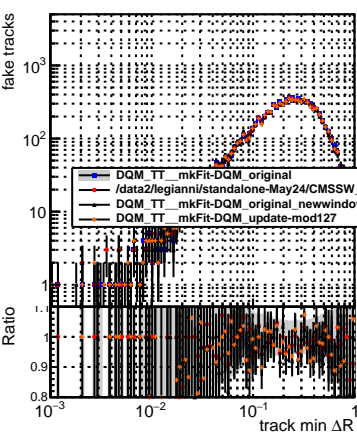 fake tracks
10³
10²
10
1
DQM_TT__mkFit-DQM_original
/data2/legianni/standalone-May24/CMSSW_
DQM_TT__mkFit-DQM_original_newwindow
DQM_TT__mkFit-DQM_update-mod127
Ratio
1.1
1
0.9
0.8
10⁻³ 10⁻² 10⁻¹ 1
track min ΔR